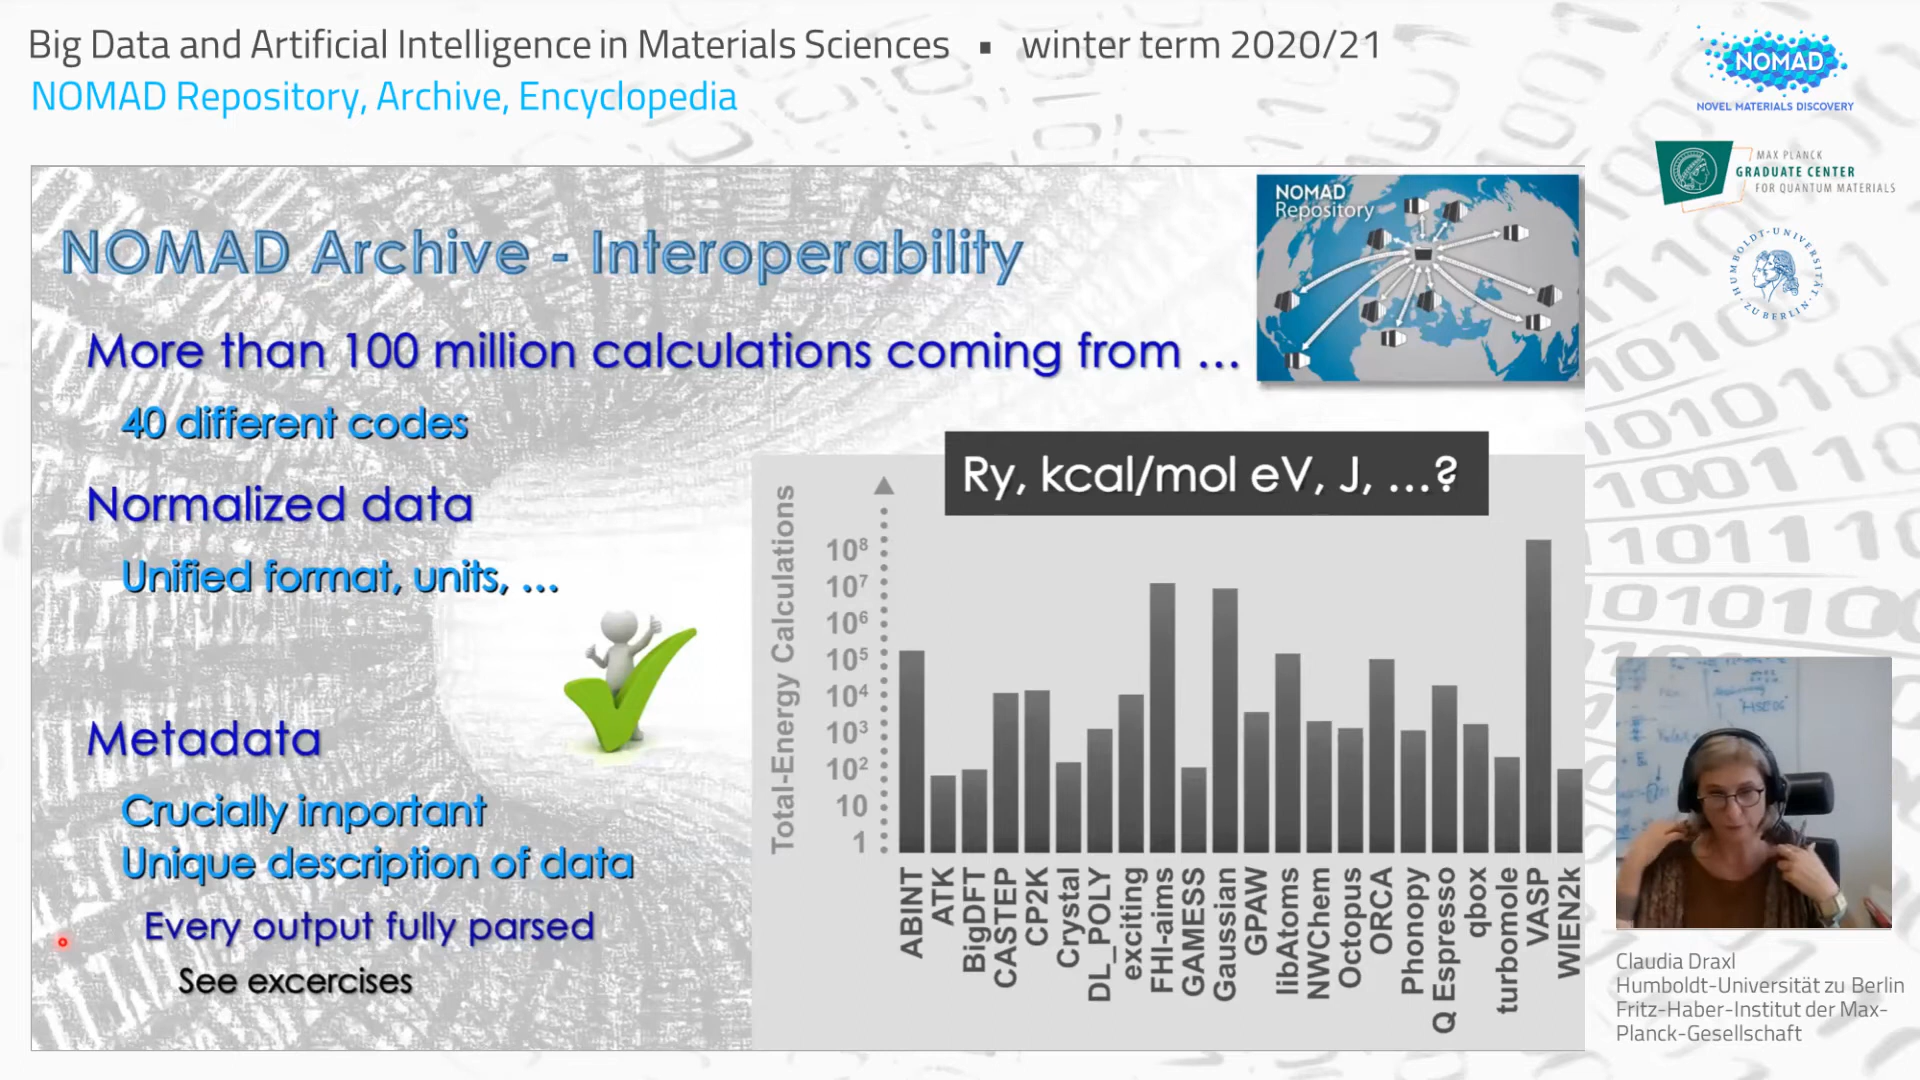 Big Data and Artificial Intelligence in Materials Sciences ▪ winter term 2020/21
NOMAD Repository, Archive, Encyclopedia
NOMAD
NOVEL MATERIALS DISCOVERY
MAX PLANCK
GRADUATE CENTER
FOR QUANTUM MATERIALS
HUMBOLDT-UNIVERSITÄT ZU BERLIN
NOMAD Archive - Interoperability
NOMAD
Repository
More than 100 million calculations coming from ...
40 different codes
Normalized data
Unified format, units, ...
Metadata
Crucially important
Unique description of data
Every output fully parsed
See excercises
Ry, kcal/mol eV, J, ...?
Total-Energy Calculations
10⁸
10⁷
10⁶
10⁵
10⁴
10³
10²
10
1
ABINT
ATK
BigDFT
CASTEP
CP2K
Crystal
DL_POLY
exciting
FHI-aims
GAMESS
Gaussian
GPAW
libAtoms
NWChem
Octopus
ORCA
Phonopy
Q Espresso
qbox
turbomole
VASP
WIEN2k
Claudia Draxl
Humboldt-Universität zu Berlin
Fritz-Haber-Institut der Max-
Planck-Gesellschaft